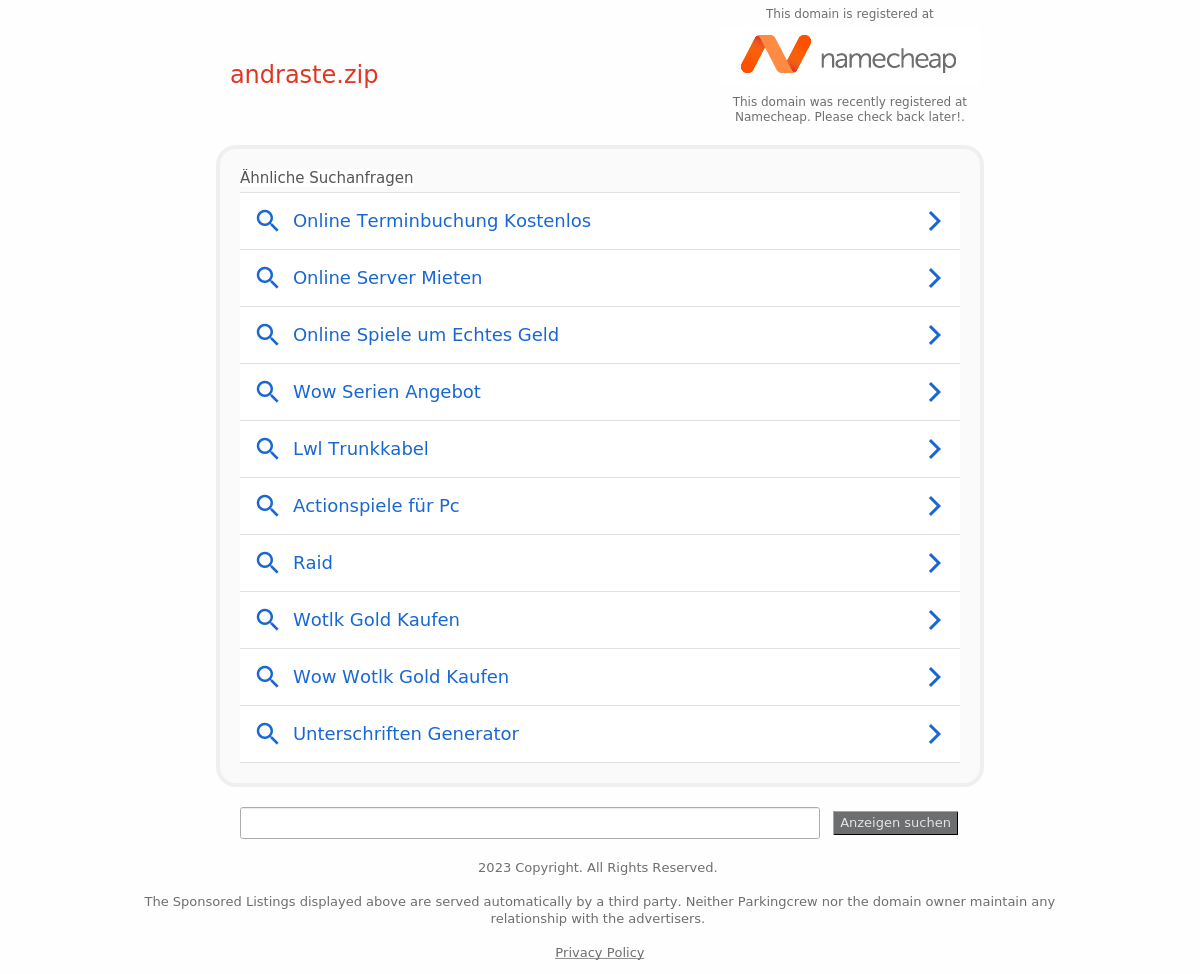 This domain is registered at
namecheap
andraste.zip
This domain was recently registered at
Namecheap. Please check back later!.
Ähnliche Suchanfragen
Online Terminbuchung Kostenlos
Online Server Mieten
Online Spiele um Echtes Geld
Wow Serien Angebot
Lwl Trunkkabel
Actionspiele für Pc
Raid
Wotlk Gold Kaufen
Wow Wotlk Gold Kaufen
Unterschriften Generator
Anzeigen suchen
2023 Copyright. All Rights Reserved.
The Sponsored Listings displayed above are served automatically by a third party. Neither Parkingcrew nor the domain owner maintain any
relationship with the advertisers.
Privacy Policy